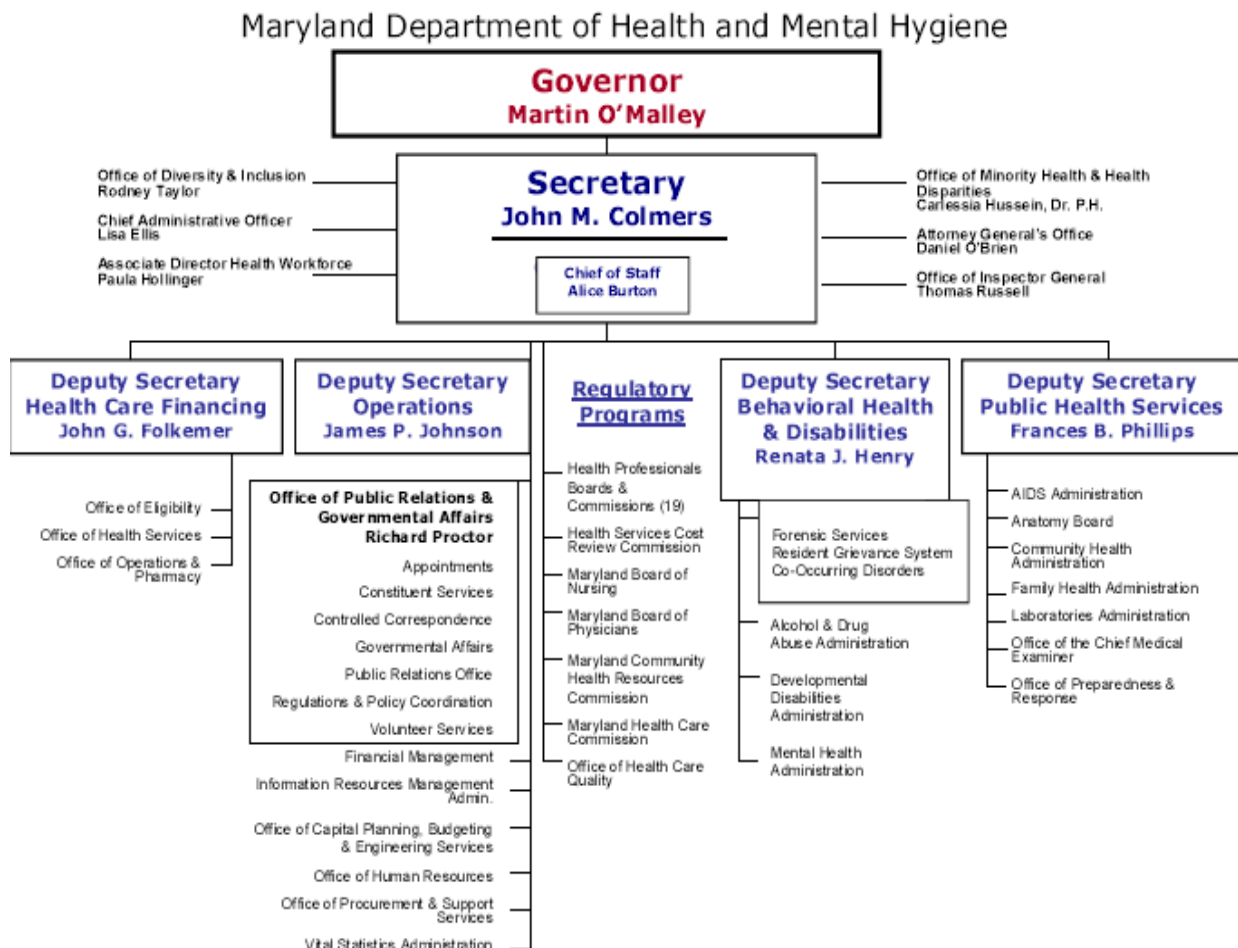 Maryland Department of Health and Mental Hygiene
Governor
Martin O'Malley
Office of Diversity & Inclusion
Rodney Taylor
Chief Administrative Officer
Lisa Ellis
Associate Director Health Workforce
Paula Hollinger
Secretary
John M. Colmers
Chief of Staff
Alice Burton
Office of Minority Health & Health
Disparities
Carlessia Hussein, Dr. P.H.
Attorney General's Office
Daniel O'Brien
Office of Inspector General
Thomas Russell
Deputy Secretary
Health Care Financing
John G. Folkemer
Office of Eligibility
Office of Health Services
Office of Operations &
Pharmacy
Deputy Secretary
Operations
James P. Johnson
Office of Public Relations &
Governmental Affairs
Richard Proctor
Appointments
Constituent Services
Controlled Correspondence
Governmental Affairs
Public Relations Office
Regulations & Policy Coordination
Volunteer Services
Financial Management
Information Resources Management
Admin.
Office of Capital Planning, Budgeting
& Engineering Services
Office of Human Resources
Office of Procurement & Support
Services
Vital Statistics Administration
Regulatory
Programs
Health Professionals
Boards &
Commissions (19)
Health Services Cost
Review Commission
Maryland Board of
Nursing
Maryland Board of
Physicians
Maryland Community
Health Resources
Commission
Maryland Health Care
Commission
Office of Health Care
Quality
Deputy Secretary
Behavioral Health
& Disabilities
Renata J. Henry
Forensic Services
Resident Grievance System
Co-Occurring Disorders
Alcohol & Drug
Abuse Administration
Developmental
Disabilities
Administration
Mental Health
Administration
Deputy Secretary
Public Health Services
Frances B. Phillips
AIDS Administration
Anatomy Board
Community Health
Administration
Family Health Administration
Laboratories Administration
Office of the Chief Medical
Examiner
Office of Preparedness &
Response